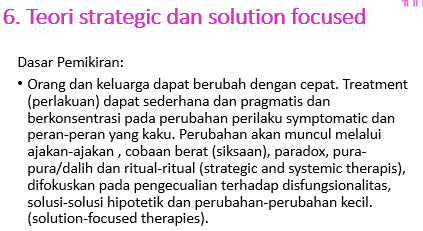 6. Teori strategic dan solution focused
Dasar Pemikiran:
• Orang dan keluarga dapat berubah dengan cepat. Treatment
(perlakuan) dapat sederhana dan pragmatis dan
berkonsentrasi pada perubahan perilaku symptomatic dan
peran-peran yang kaku. Perubahan akan muncul melalui
ajakan-ajakan , cobaan berat (siksaan), paradox, pura-
pura/dalih dan ritual-ritual (strategic and systemic therapis),
difokuskan pada pengecualian terhadap disfungsionalitas,
solusi-solusi hipotetik dan perubahan-perubahan kecil.
(solution-focused therapies).